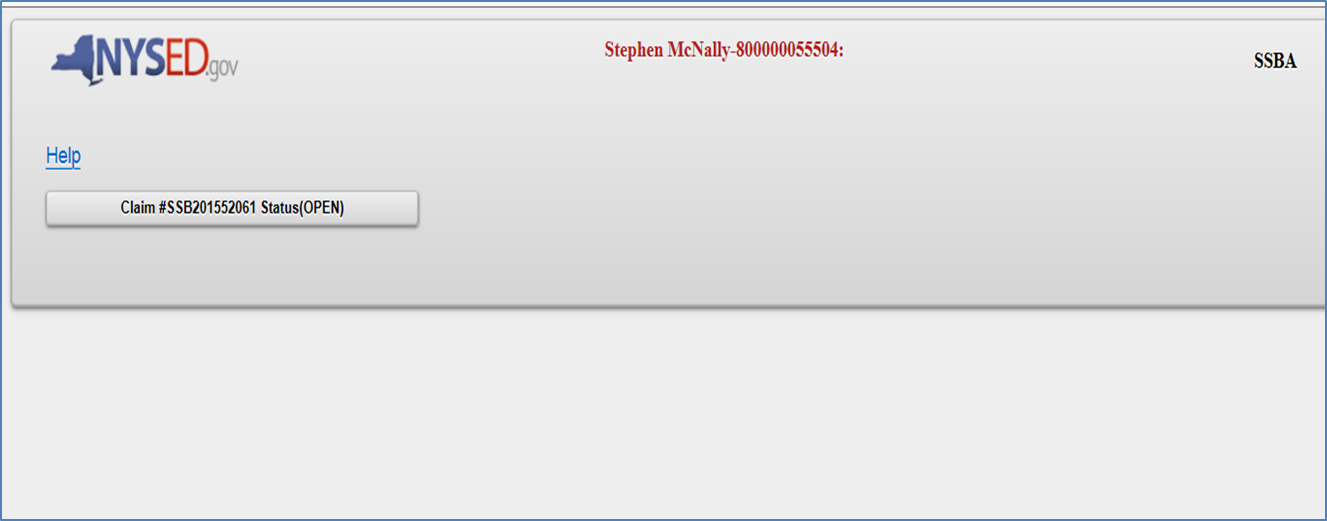 NYSED.gov
Stephen McNally-800000055504:
SSBA
Help
Claim #SSB201552061 Status(OPEN)